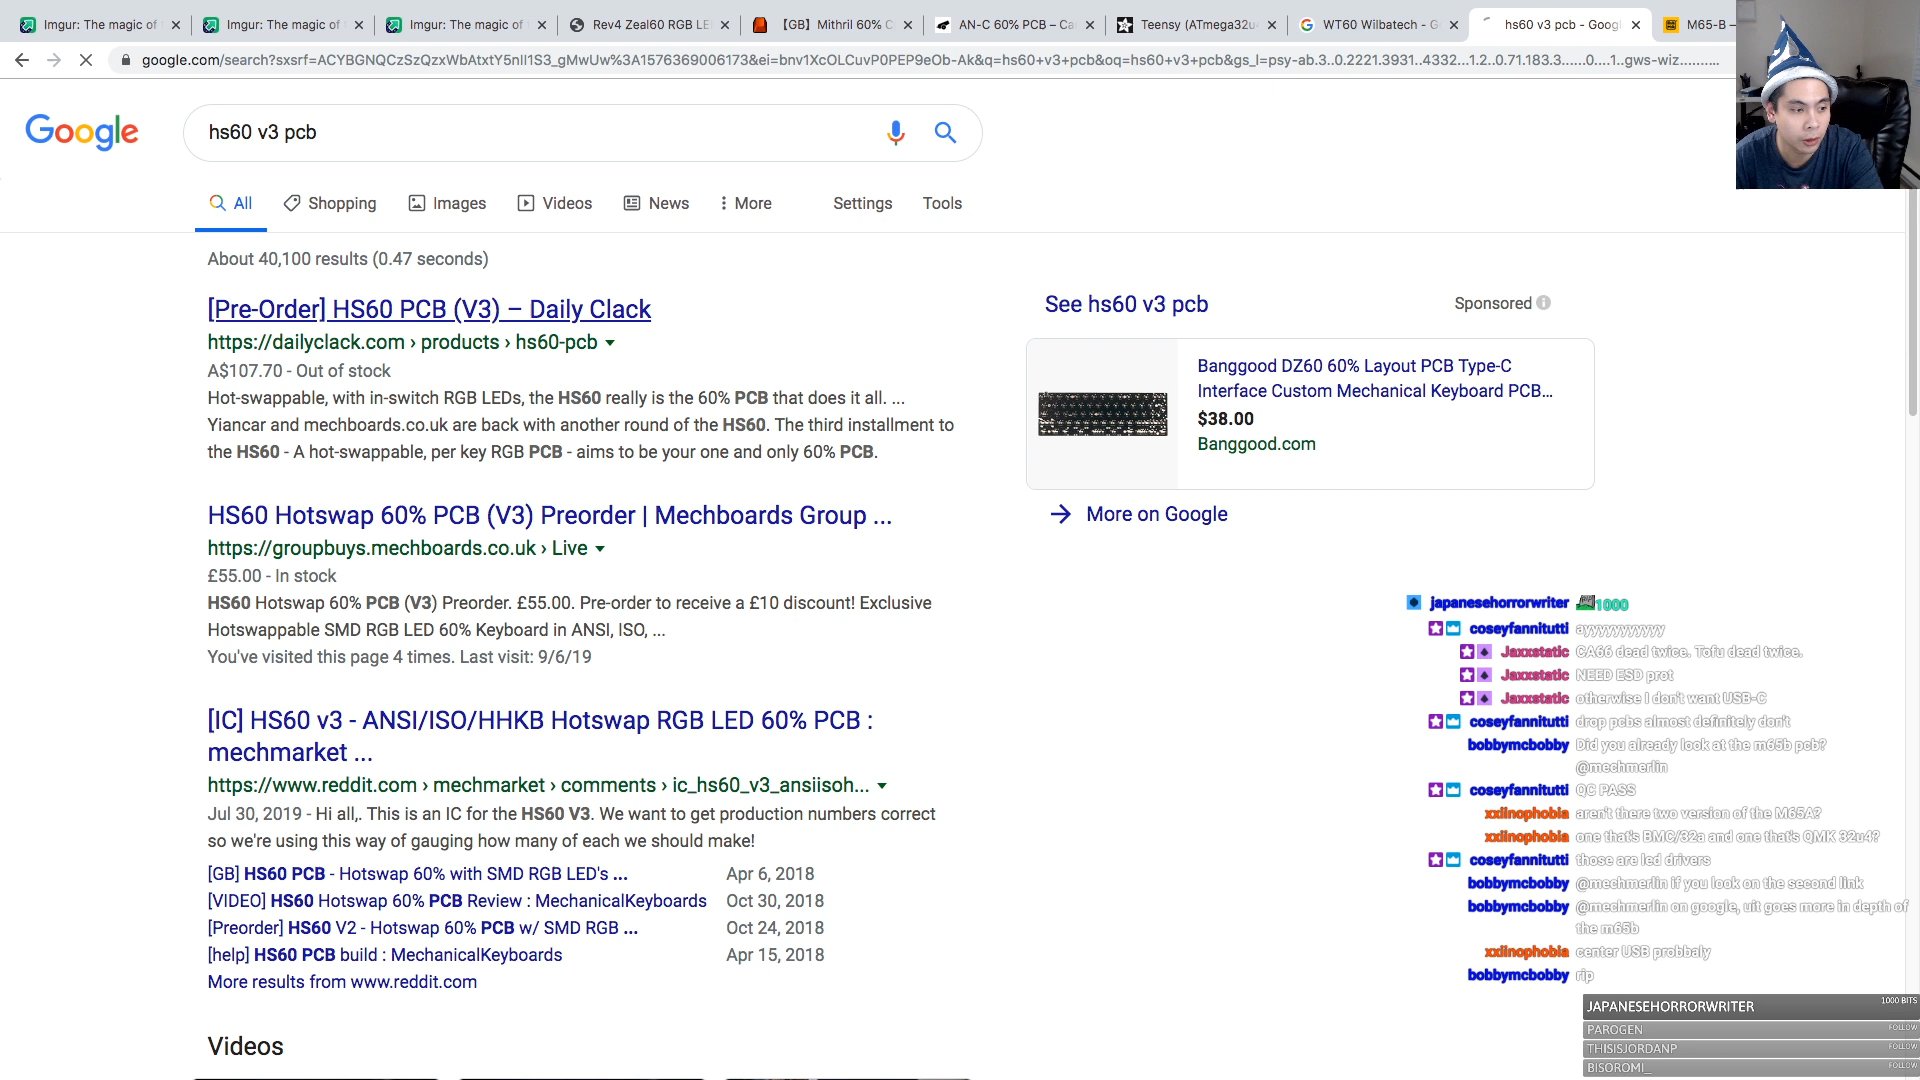 Imgur: The magic of
Imgur: The magic of
Imgur: The magic of
Rev4 Zeal60 RGB LE
【GB】Mithril 60% C
AN-C 60% PCB – Ca
Teensy (ATmega32u
WT60 Wilbatech - G
hs60 v3 pcb - Goog
M65-B –
google.com/search?sxsrf=ACYBGNQCzSzQzxWbAtxtY5nlI1S3_gMwUw%3A1576369006173&ei=bnv1XcOLCuvP0PEP9eOb-Ak&q=hs60+v3+pcb&oq=hs60+v3+pcb&gs_l=psy-ab.3..0.2221.3931..4332...1.2..0.71.183.3......0....1..gws-wiz..........
Google
hs60 v3 pcb
All
Shopping
Images
Videos
News
More
Settings
Tools
About 40,100 results (0.47 seconds)
[Pre-Order] HS60 PCB (V3) – Daily Clack
https://dailyclack.com › products › hs60-pcb
A$107.70 - Out of stock
Hot-swappable, with in-switch RGB LEDs, the HS60 really is the 60% PCB that does it all. ...
Yiancar and mechboards.co.uk are back with another round of the HS60. The third installment to
the HS60 - A hot-swappable, per key RGB PCB - aims to be your one and only 60% PCB.
HS60 Hotswap 60% PCB (V3) Preorder | Mechboards Group ...
https://groupbuys.mechboards.co.uk › Live
£55.00 - In stock
HS60 Hotswap 60% PCB (V3) Preorder. £55.00. Pre-order to receive a £10 discount! Exclusive
Hotswappable SMD RGB LED 60% Keyboard in ANSI, ISO, ...
You've visited this page 4 times. Last visit: 9/6/19
[IC] HS60 v3 - ANSI/ISO/HHKB Hotswap RGB LED 60% PCB :
mechmarket ...
https://www.reddit.com › mechmarket › comments › ic_hs60_v3_ansiisoh...
Jul 30, 2019 - Hi all,. This is an IC for the HS60 V3. We want to get production numbers correct
so we're using this way of gauging how many of each we should make!
[GB] HS60 PCB - Hotswap 60% with SMD RGB LED's ... Apr 6, 2018
[VIDEO] HS60 Hotswap 60% PCB Review : MechanicalKeyboards Oct 30, 2018
[Preorder] HS60 V2 - Hotswap 60% PCB w/ SMD RGB ... Oct 24, 2018
[help] HS60 PCB build : MechanicalKeyboards Apr 15, 2018
More results from www.reddit.com
Videos
See hs60 v3 pcb
Sponsored
Banggood DZ60 60% Layout PCB Type-C
Interface Custom Mechanical Keyboard PCB...
$38.00
Banggood.com
More on Google
japanesehorrorwriter 1000
coseyfannitutti ayyyyyyyyyyy
Jaxxstatic CA66 dead twice. Tofu dead twice.
Jaxxstatic NEED ESD prot
Jaxxstatic otherwise I don't want USB-C
coseyfannitutti drop pcbs almost definitely don't
bobbymcbobby Did you already look at the m65b pcb?
@mechmerlin
coseyfannitutti QC PASS
xxiinophobia aren't there two version of the M65A?
xxiinophobia one that's BMC/32a and one that's QMK 32u4?
coseyfannitutti those are led drivers
bobbymcbobby @mechmerlin if you look on the second link
bobbymcbobby @mechmerlin on google, uit goes more in depth of
the m65b
xxiinophobia center USB probbaly
bobbymcbobby rip
JAPANESEHORRORWRITER 1000 BITS
PAROGEN FOLLOW
THISISJORDANP FOLLOW
BISOROMI_ FOLLOW